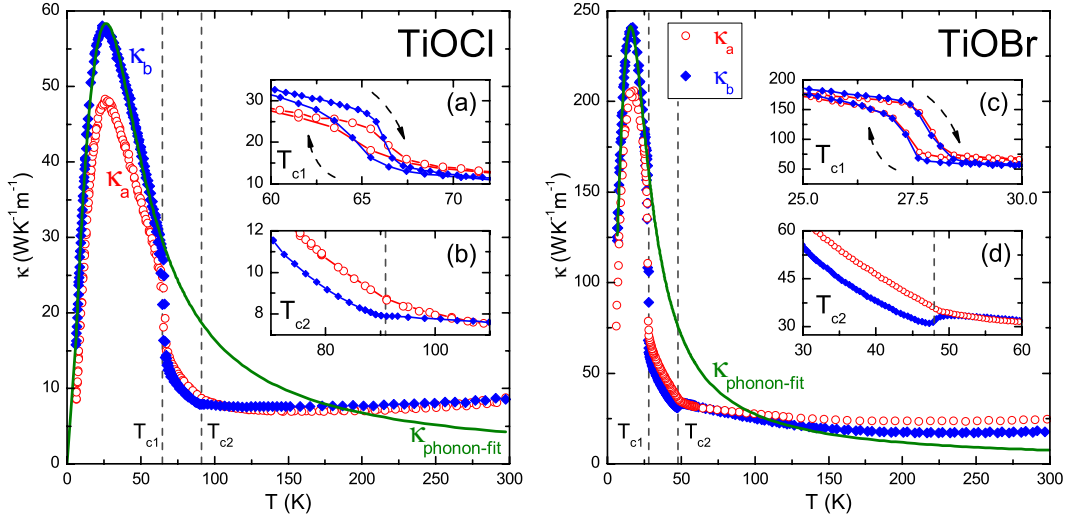 TiOCl
κb
κa
(a)
Tc1
30
20
10
60 65 70
(b)
Tc2
12
10
8
80 90 100
Tc1
Tc2
κphonon-fit
60
50
40
30
20
10
0
κ (WK-1m-1)
0 50 100 150 200 250 300
T (K)
TiOBr
κa
κb
(c)
Tc1
200
150
100
50
25.0 27.5 30.0
(d)
Tc2
60
45
30
30 40 50 60
κphonon-fit
Tc1
Tc2
250
200
150
100
50
0
κ (WK-1m-1)
0 50 100 150 200 250 300
T (K)